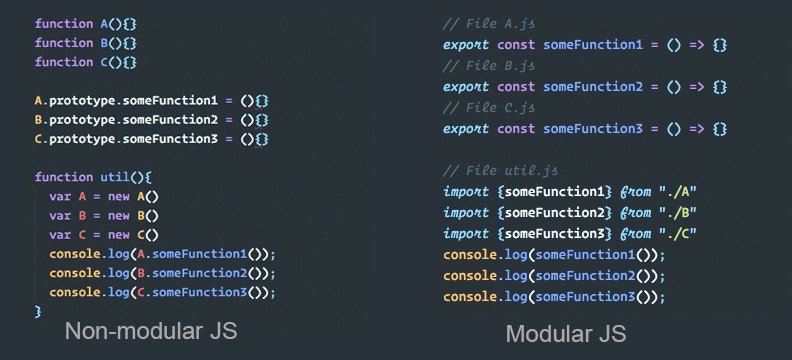 function A(){}
function B(){}
function C(){}
A.prototype.someFunction1 = (){}
B.prototype.someFunction2 = (){}
C.prototype.someFunction3 = (){}
function util(){
var A = new A()
var B = new B()
var C = new C()
console.log(A.someFunction1());
console.log(B.someFunction2());
console.log(C.someFunction3());
}
Non-modular JS
// File A.js
export const someFunction1 = () => {}
// File B.js
export const someFunction2 = () => {}
// File C.js
export const someFunction3 = () => {}
// File util.js
import {someFunction1} from "./A"
import {someFunction2} from "./B"
import {someFunction3} from "./C"
console.log(someFunction1());
console.log(someFunction2());
console.log(someFunction3());
Modular JS